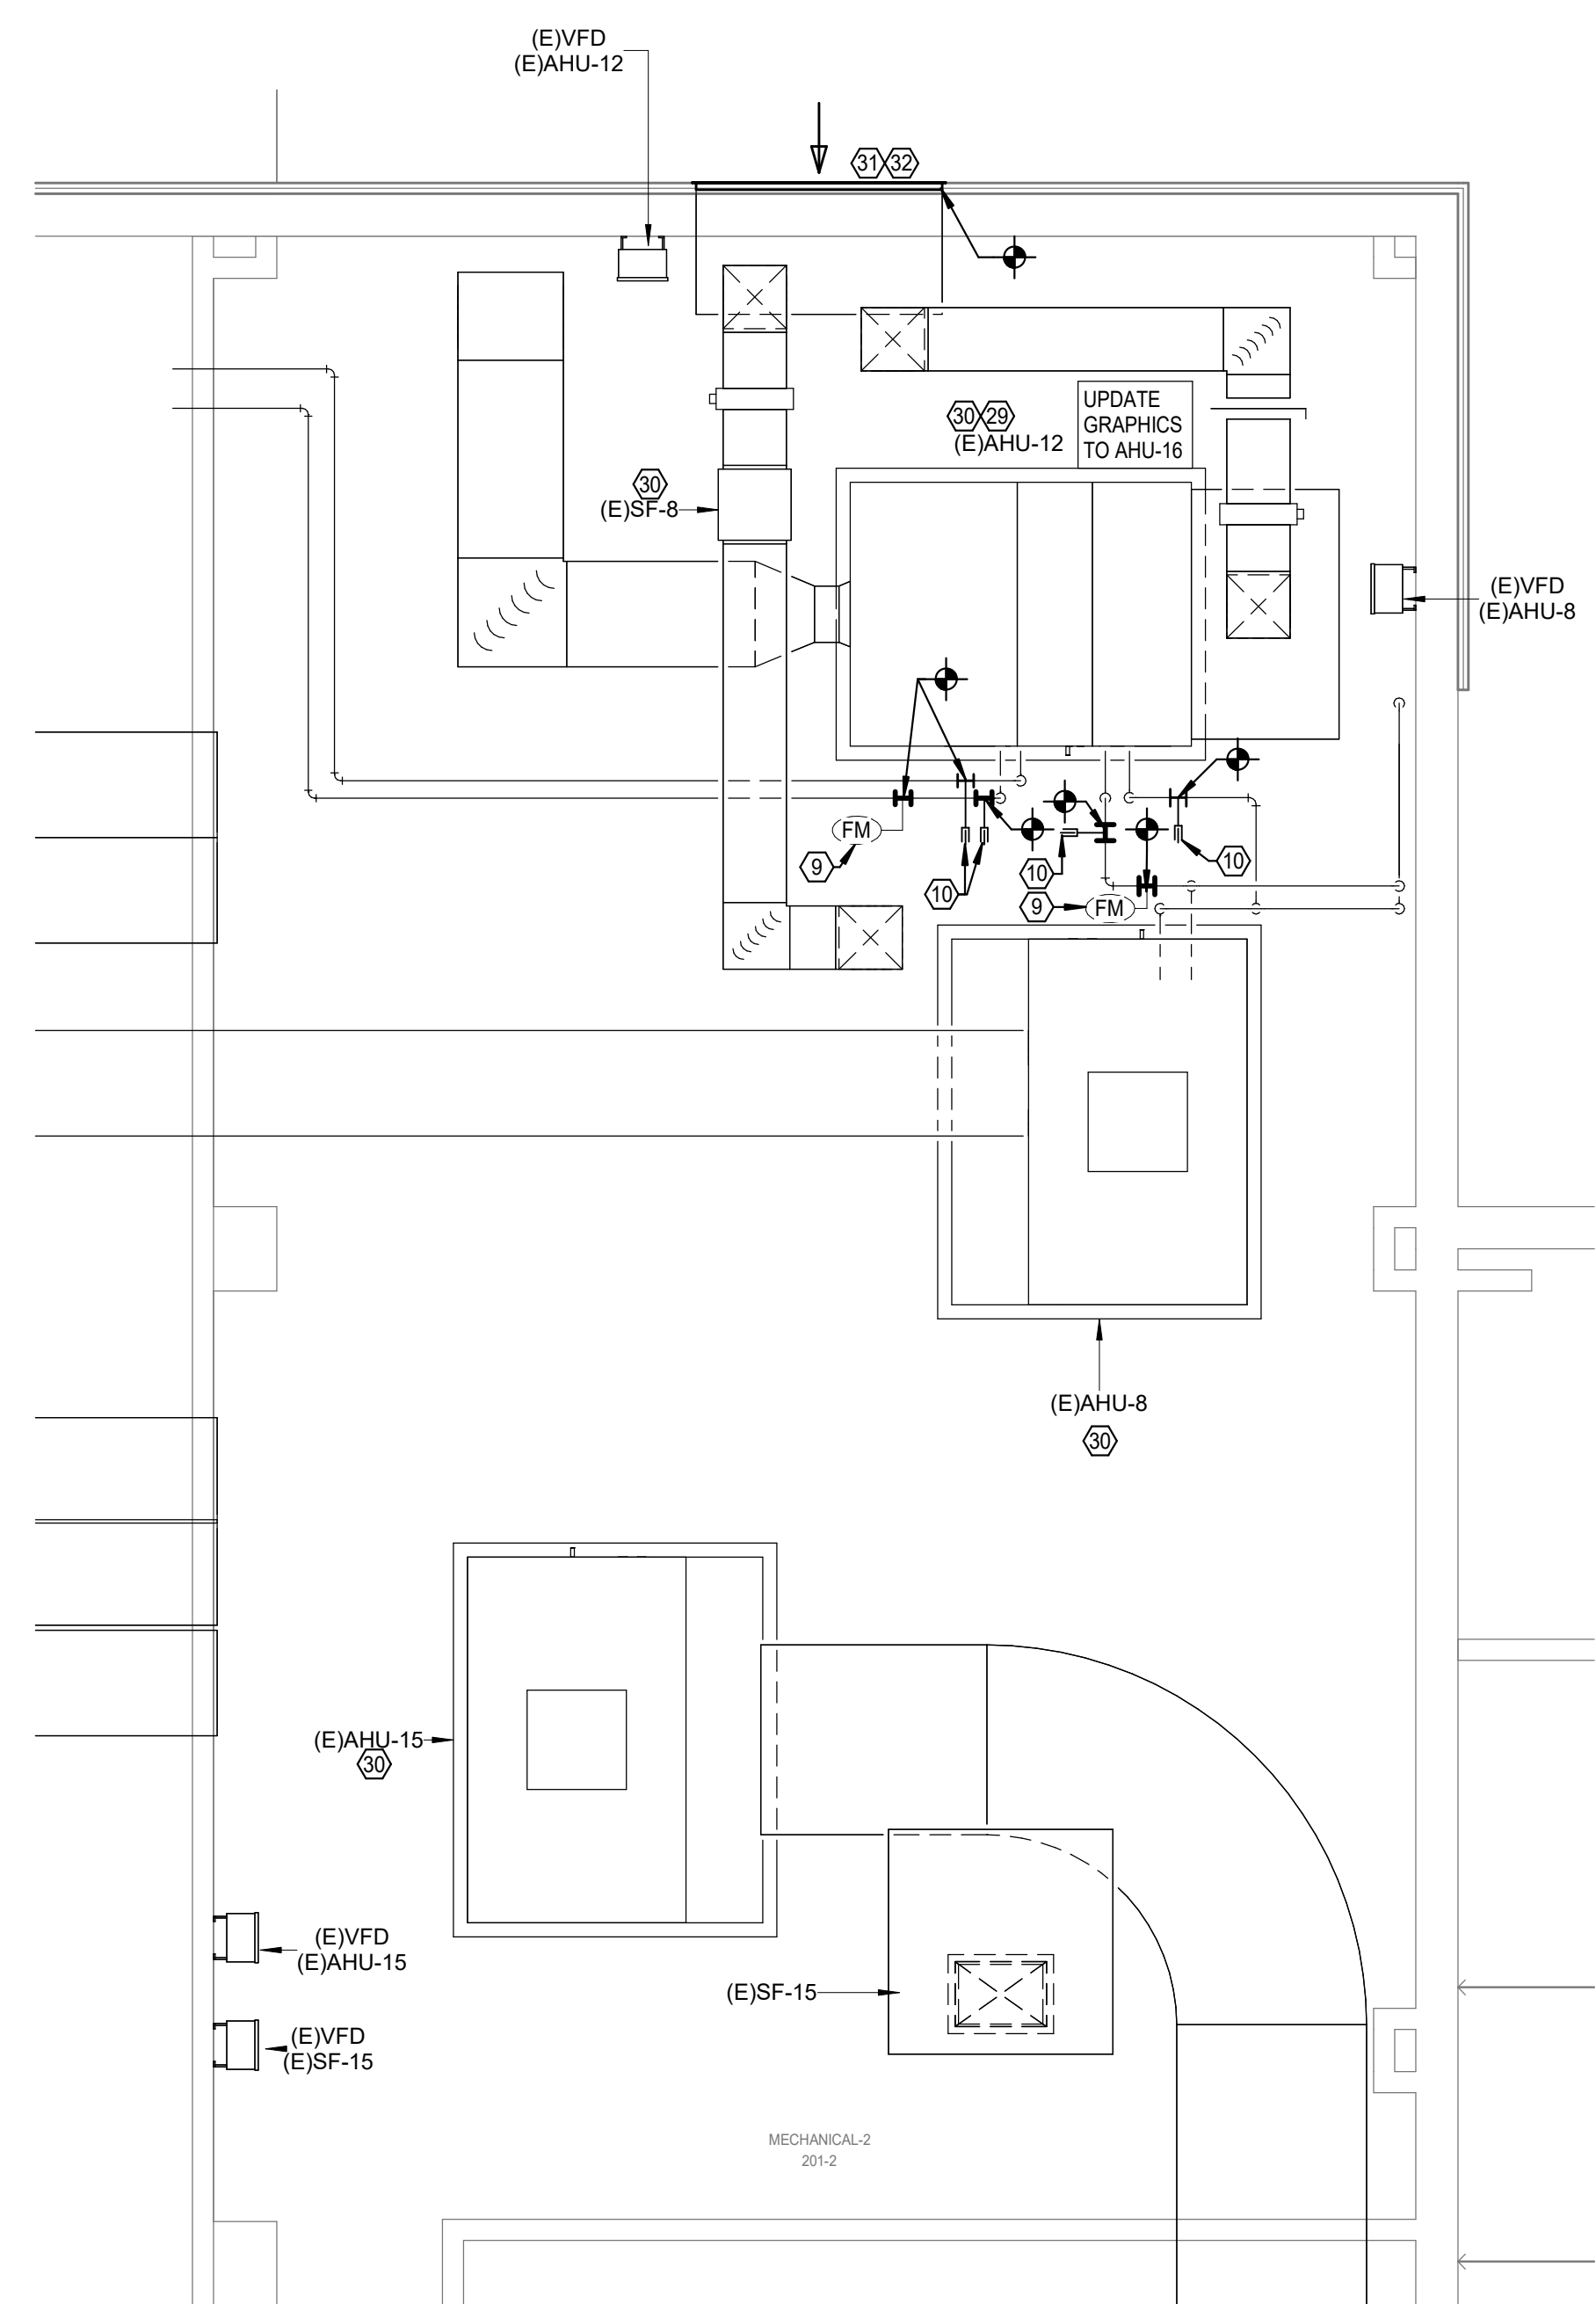 (E)VFD
(E)AHU-12
31 32
UPDATE
GRAPHICS
TO AHU-16
30 29
(E)AHU-12
30
(E)SF-8
(E)VFD
(E)AHU-8
FM
9
10
10
10
9
FM
(E)AHU-8
30
(E)AHU-15
30
(E)VFD
(E)AHU-15
(E)SF-15
(E)VFD
(E)SF-15
MECHANICAL-2
201-2